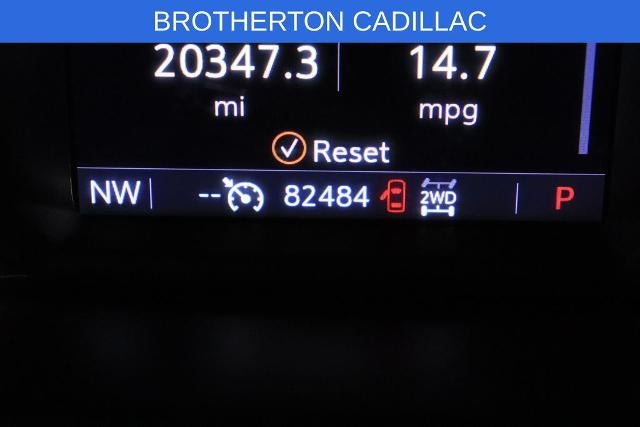 BROTHERTON CADILLAC
20347.3 14.7
mi mpg
Reset
NW -- 82484 2WD P